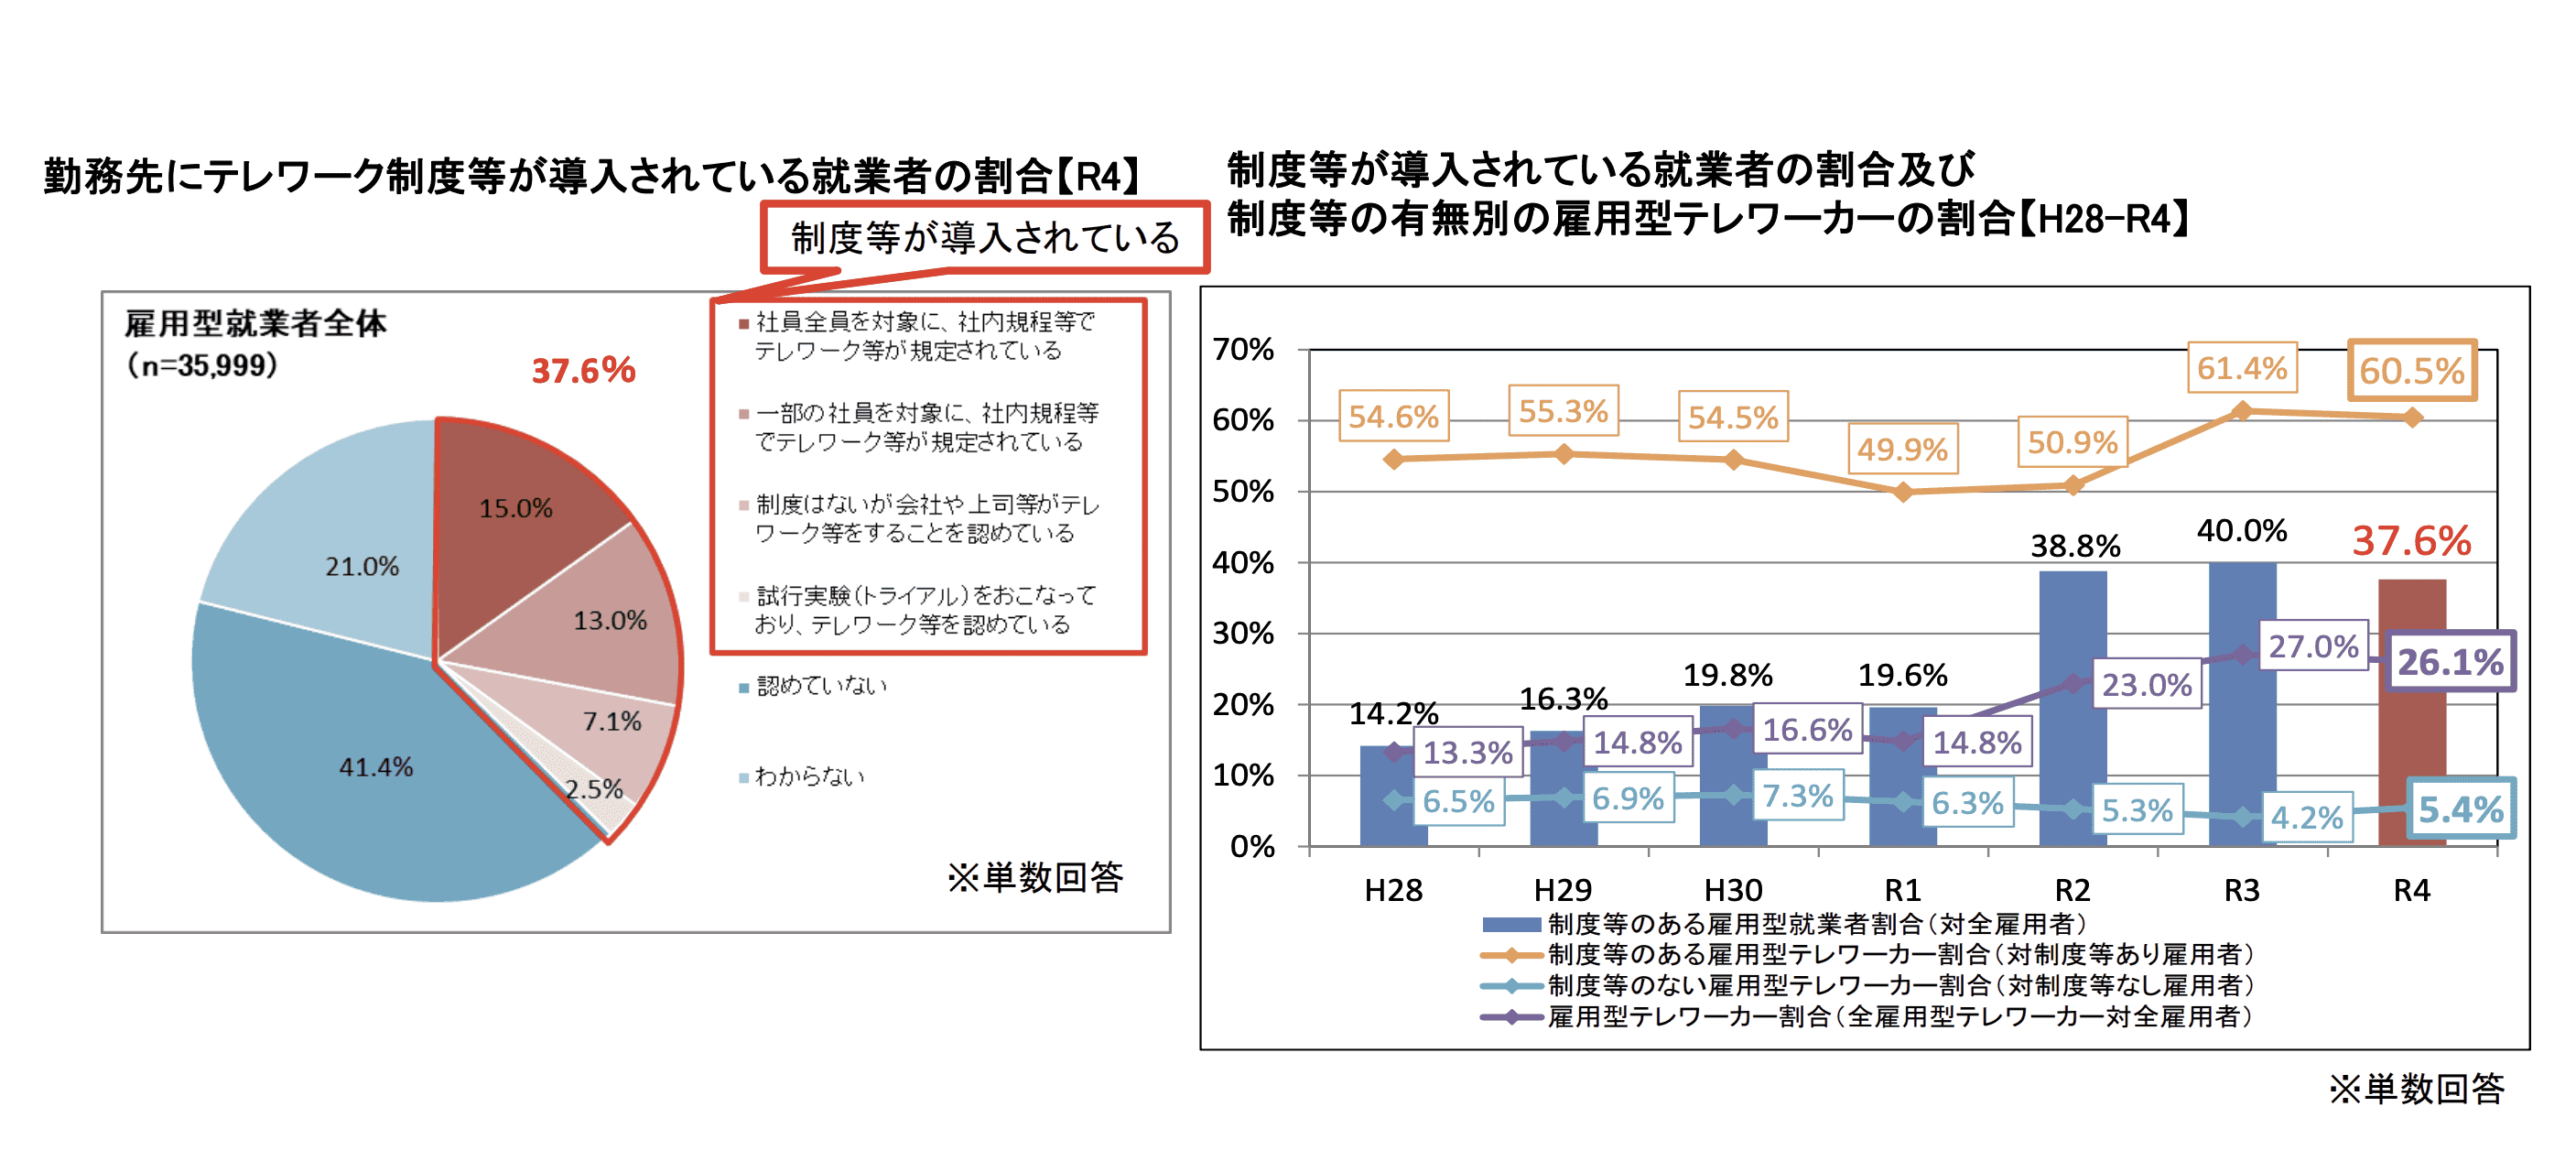 勤務先にテレワーク制度等が導入されている就業者の割合【R4】
制度等が導入されている
雇用型就業者全体
（n=35,999）
37.6%
15.0%
13.0%
7.1%
2.5%
41.4%
21.0%
社員全員を対象に、社内規程等で
テレワーク等が規定されている
一部の社員を対象に、社内規程等
でテレワーク等が規定されている
制度はないが会社や上司等がテレ
ワーク等をすることを認めている
試行実験（トライアル）をおこなって
おり、テレワーク等を認めている
認めていない
わからない
※単数回答
制度等が導入されている就業者の割合及び
制度等の有無別の雇用型テレワーカーの割合【H28-R4】
70%
60%
50%
40%
30%
20%
10%
0%
54.6%
55.3%
54.5%
49.9%
50.9%
61.4%
60.5%
14.2%
16.3%
19.8%
19.6%
38.8%
40.0%
37.6%
13.3%
14.8%
16.6%
14.8%
23.0%
27.0%
26.1%
6.5%
6.9%
7.3%
6.3%
5.3%
4.2%
5.4%
H28
H29
H30
R1
R2
R3
R4
制度等のある雇用型就業者割合（対全雇用者）
制度等のある雇用型テレワーカー割合（対制度等あり雇用者）
制度等のない雇用型テレワーカー割合（対制度等なし雇用者）
雇用型テレワーカー割合（全雇用型テレワーカー対全雇用者）
※単数回答